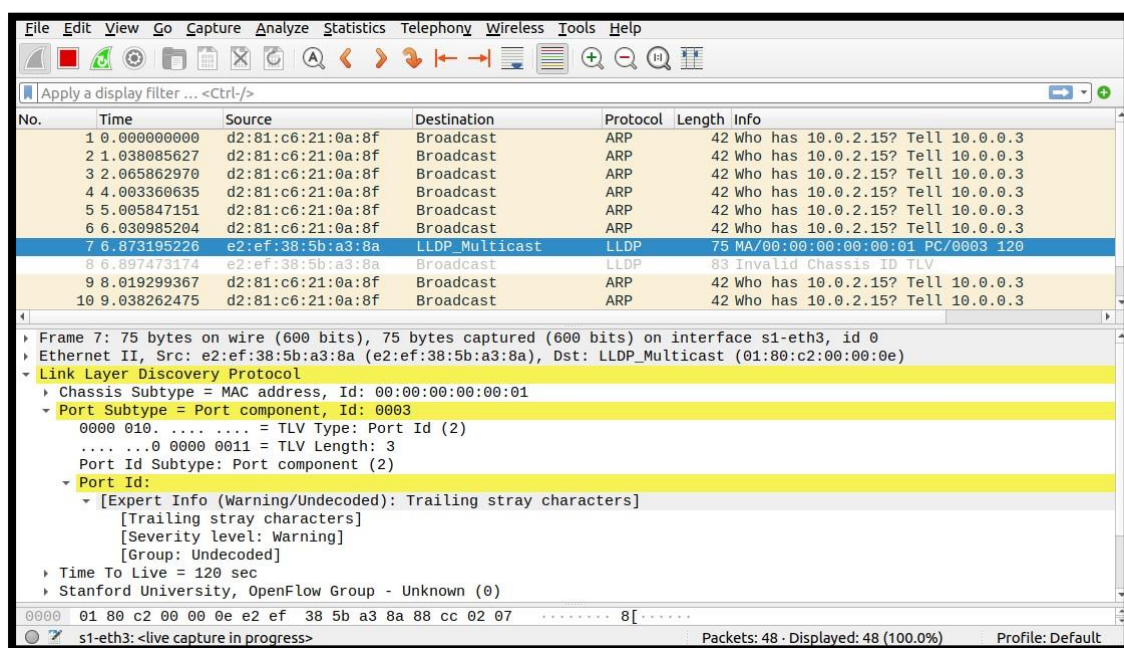 File Edit View Go Capture Analyze Statistics Telephony Wireless Tools Help
Apply a display filter ... <Ctrl-/>
No. Time Source Destination Protocol Length Info
1 0.000000000 d2:81:c6:21:0a:8f Broadcast ARP 42 Who has 10.0.2.15? Tell 10.0.0.3
2 1.038085627 d2:81:c6:21:0a:8f Broadcast ARP 42 Who has 10.0.2.15? Tell 10.0.0.3
3 2.065862970 d2:81:c6:21:0a:8f Broadcast ARP 42 Who has 10.0.2.15? Tell 10.0.0.3
4 4.003360635 d2:81:c6:21:0a:8f Broadcast ARP 42 Who has 10.0.2.15? Tell 10.0.0.3
5 5.005847151 d2:81:c6:21:0a:8f Broadcast ARP 42 Who has 10.0.2.15? Tell 10.0.0.3
6 6.030985204 d2:81:c6:21:0a:8f Broadcast ARP 42 Who has 10.0.2.15? Tell 10.0.0.3
7 6.873195226 e2:ef:38:5b:a3:8a LLDP_Multicast LLDP 75 MA/00:00:00:00:00:01 PC/0003 120
8 6.897473174 e2:ef:38:5b:a3:8a Broadcast LLDP 83 Invalid Chassis ID TLV
9 8.019299367 d2:81:c6:21:0a:8f Broadcast ARP 42 Who has 10.0.2.15? Tell 10.0.0.3
10 9.038262475 d2:81:c6:21:0a:8f Broadcast ARP 42 Who has 10.0.2.15? Tell 10.0.0.3
Frame 7: 75 bytes on wire (600 bits), 75 bytes captured (600 bits) on interface s1-eth3, id 0
Ethernet II, Src: e2:ef:38:5b:a3:8a (e2:ef:38:5b:a3:8a), Dst: LLDP_Multicast (01:80:c2:00:00:0e)
Link Layer Discovery Protocol
Chassis Subtype = MAC address, Id: 00:00:00:00:00:01
Port Subtype = Port component, Id: 0003
0000 010. .... .... = TLV Type: Port Id (2)
.... ...0 0000 0011 = TLV Length: 3
Port Id Subtype: Port component (2)
Port Id:
[Expert Info (Warning/Undecoded): Trailing stray characters]
[Trailing stray characters]
[Severity level: Warning]
[Group: Undecoded]
Time To Live = 120 sec
Stanford University, OpenFlow Group - Unknown (0)
0000 01 80 c2 00 00 0e e2 ef 38 5b a3 8a 88 cc 02 07 ········ 8[······
s1-eth3: <live capture in progress> Packets: 48 · Displayed: 48 (100.0%) Profile: Default